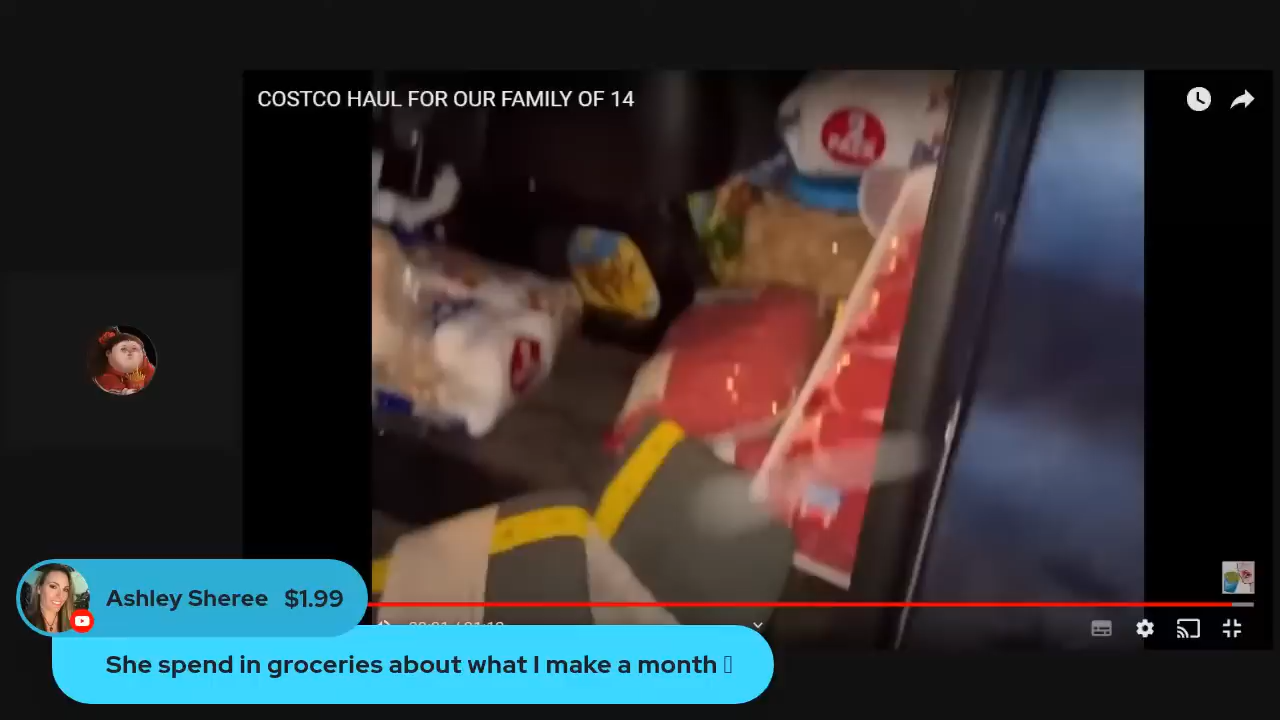 COSTCO HAUL FOR OUR FAMILY OF 14
Ashley Sheree $1.99
She spend in groceries about what I make a month